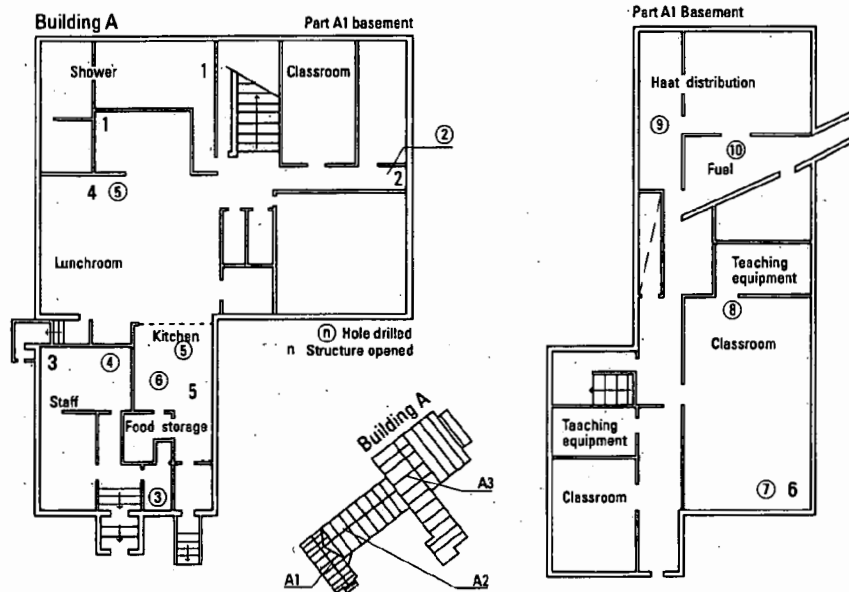 Building A
Part A1 basement
Shower
1
Classroom
1
②
2
4 ⑤
Lunchroom
Kitchen
⑤
ⓝ Hole drilled
n Structure opened
3
④
⑥
5
Staff
Food storage
③
Building A
A3
A1
A2
Part A1 Basement
Haat distribution
⑨
⑩
Fuel
Teaching
equipment
⑧
Classroom
Taaching
equipment
Classroom
⑦ 6